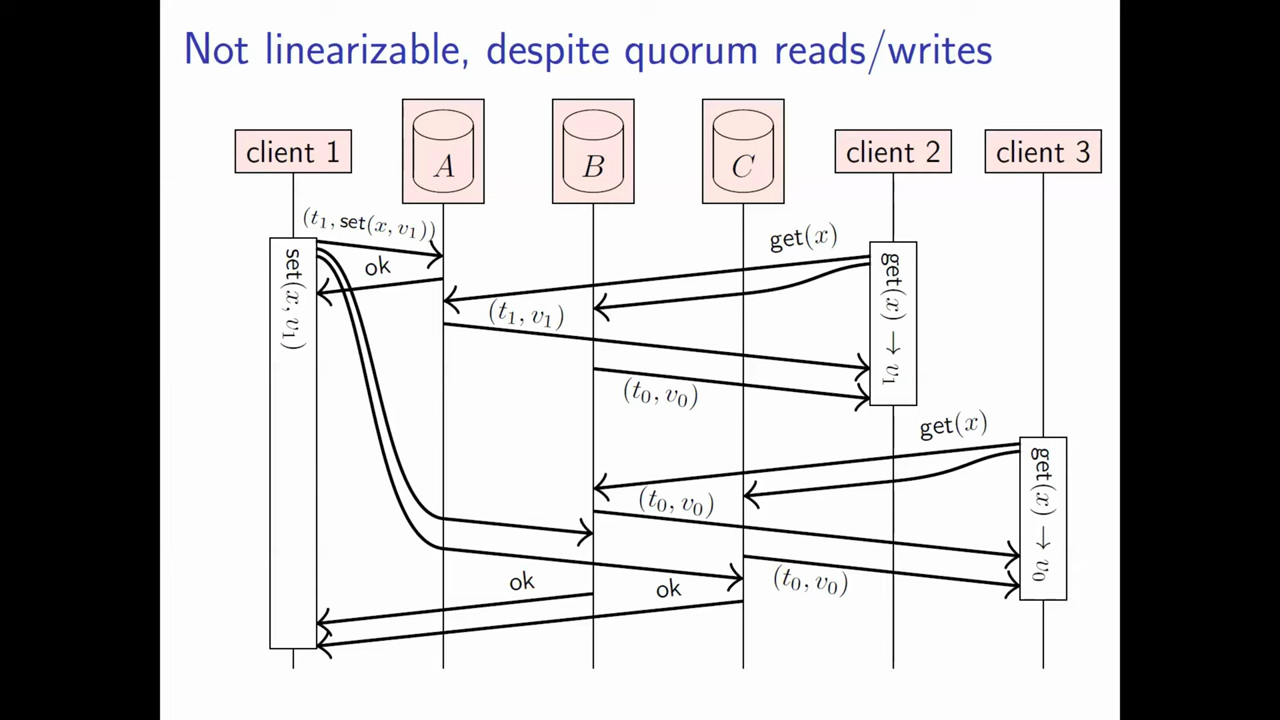 Not linearizable, despite quorum reads/writes
client 1
A
B
C
client 2
client 3
(t₁, set(x, v₁))
ok
set(x, v₁)
get(x)
get(x) → v₁
(t₁, v₁)
(t₀, v₀)
get(x)
get(x) → v₀
(t₀, v₀)
ok
ok
(t₀, v₀)